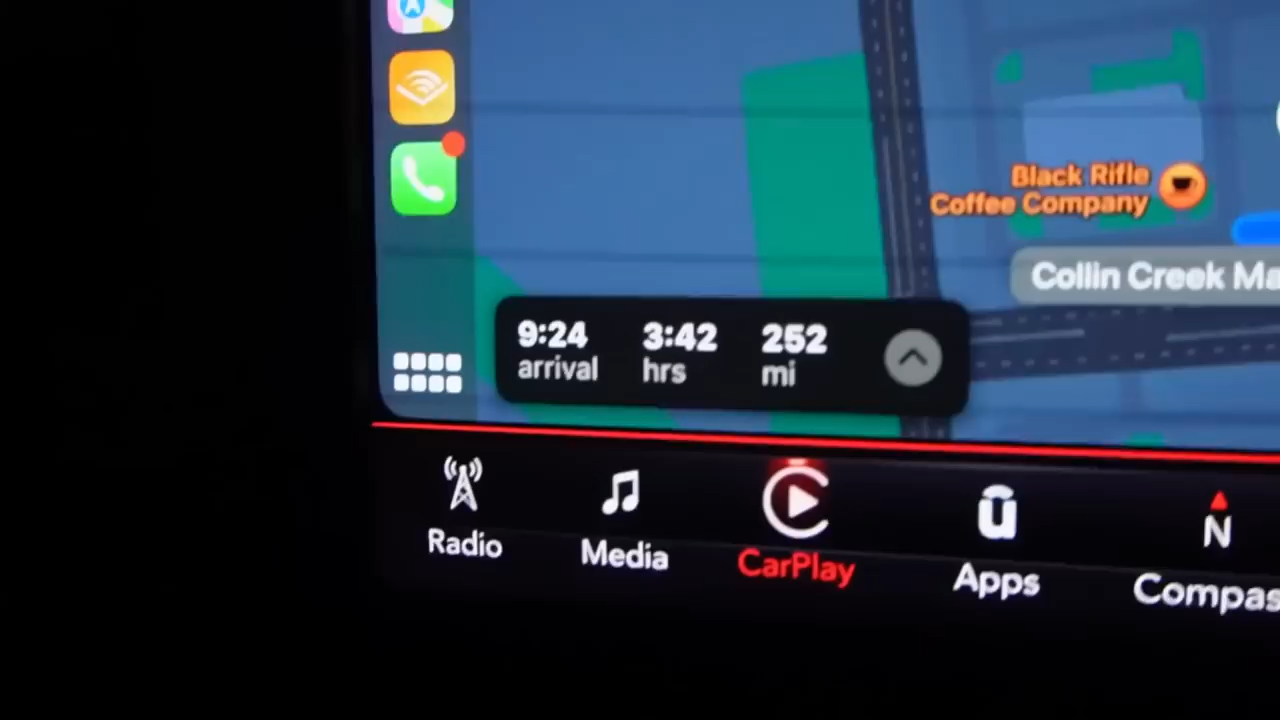 Black Rifle
Coffee Company
Collin Creek Ma
9:24 3:42 252
arrival hrs mi
Radio Media CarPlay Apps Compas
N